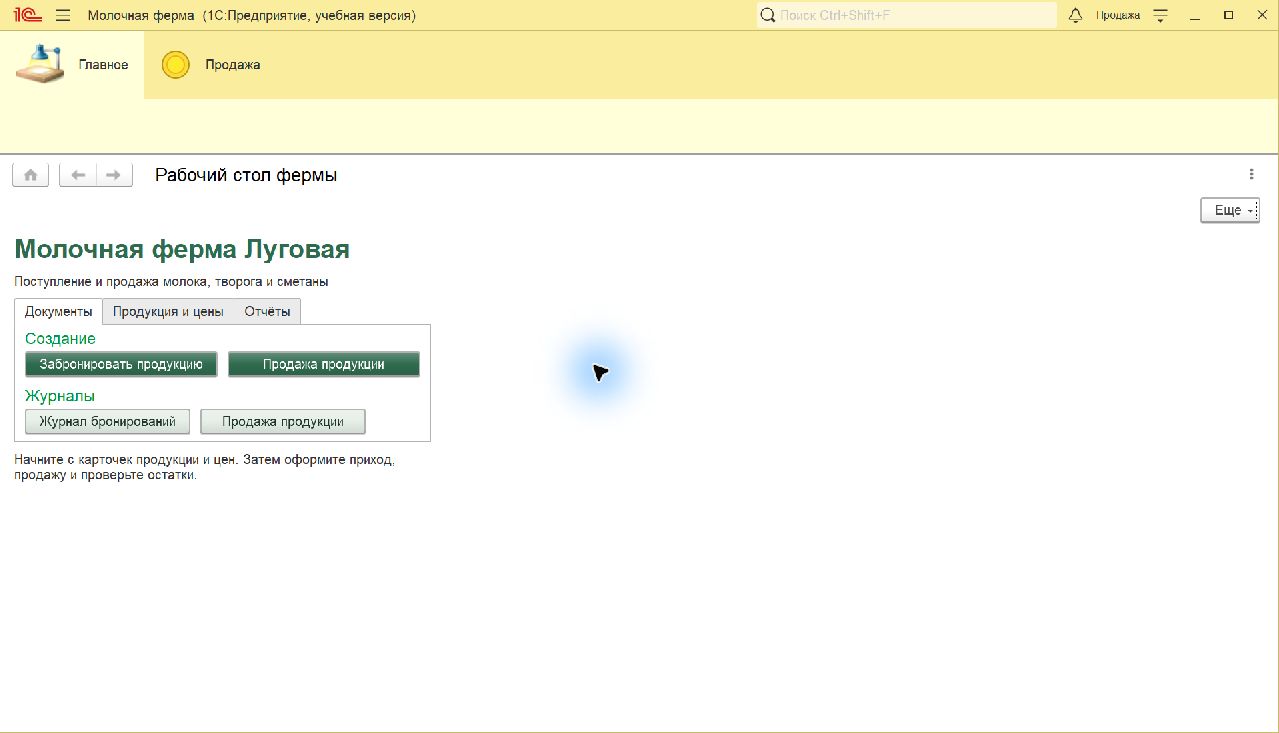 1С Молочная ферма (1С:Предприятие, учебная версия) Поиск Ctrl+Shift+F Продажа
Главное Продажа
Рабочий стол фермы
Еще
Молочная ферма Луговая
Поступление и продажа молока, творога и сметаны
Документы Продукция и цены Отчёты
Создание
Забронировать продукцию Продажа продукции
Журналы
Журнал бронирований Продажа продукции
Начните с карточек продукции и цен. Затем оформите приход,
продажу и проверьте остатки.